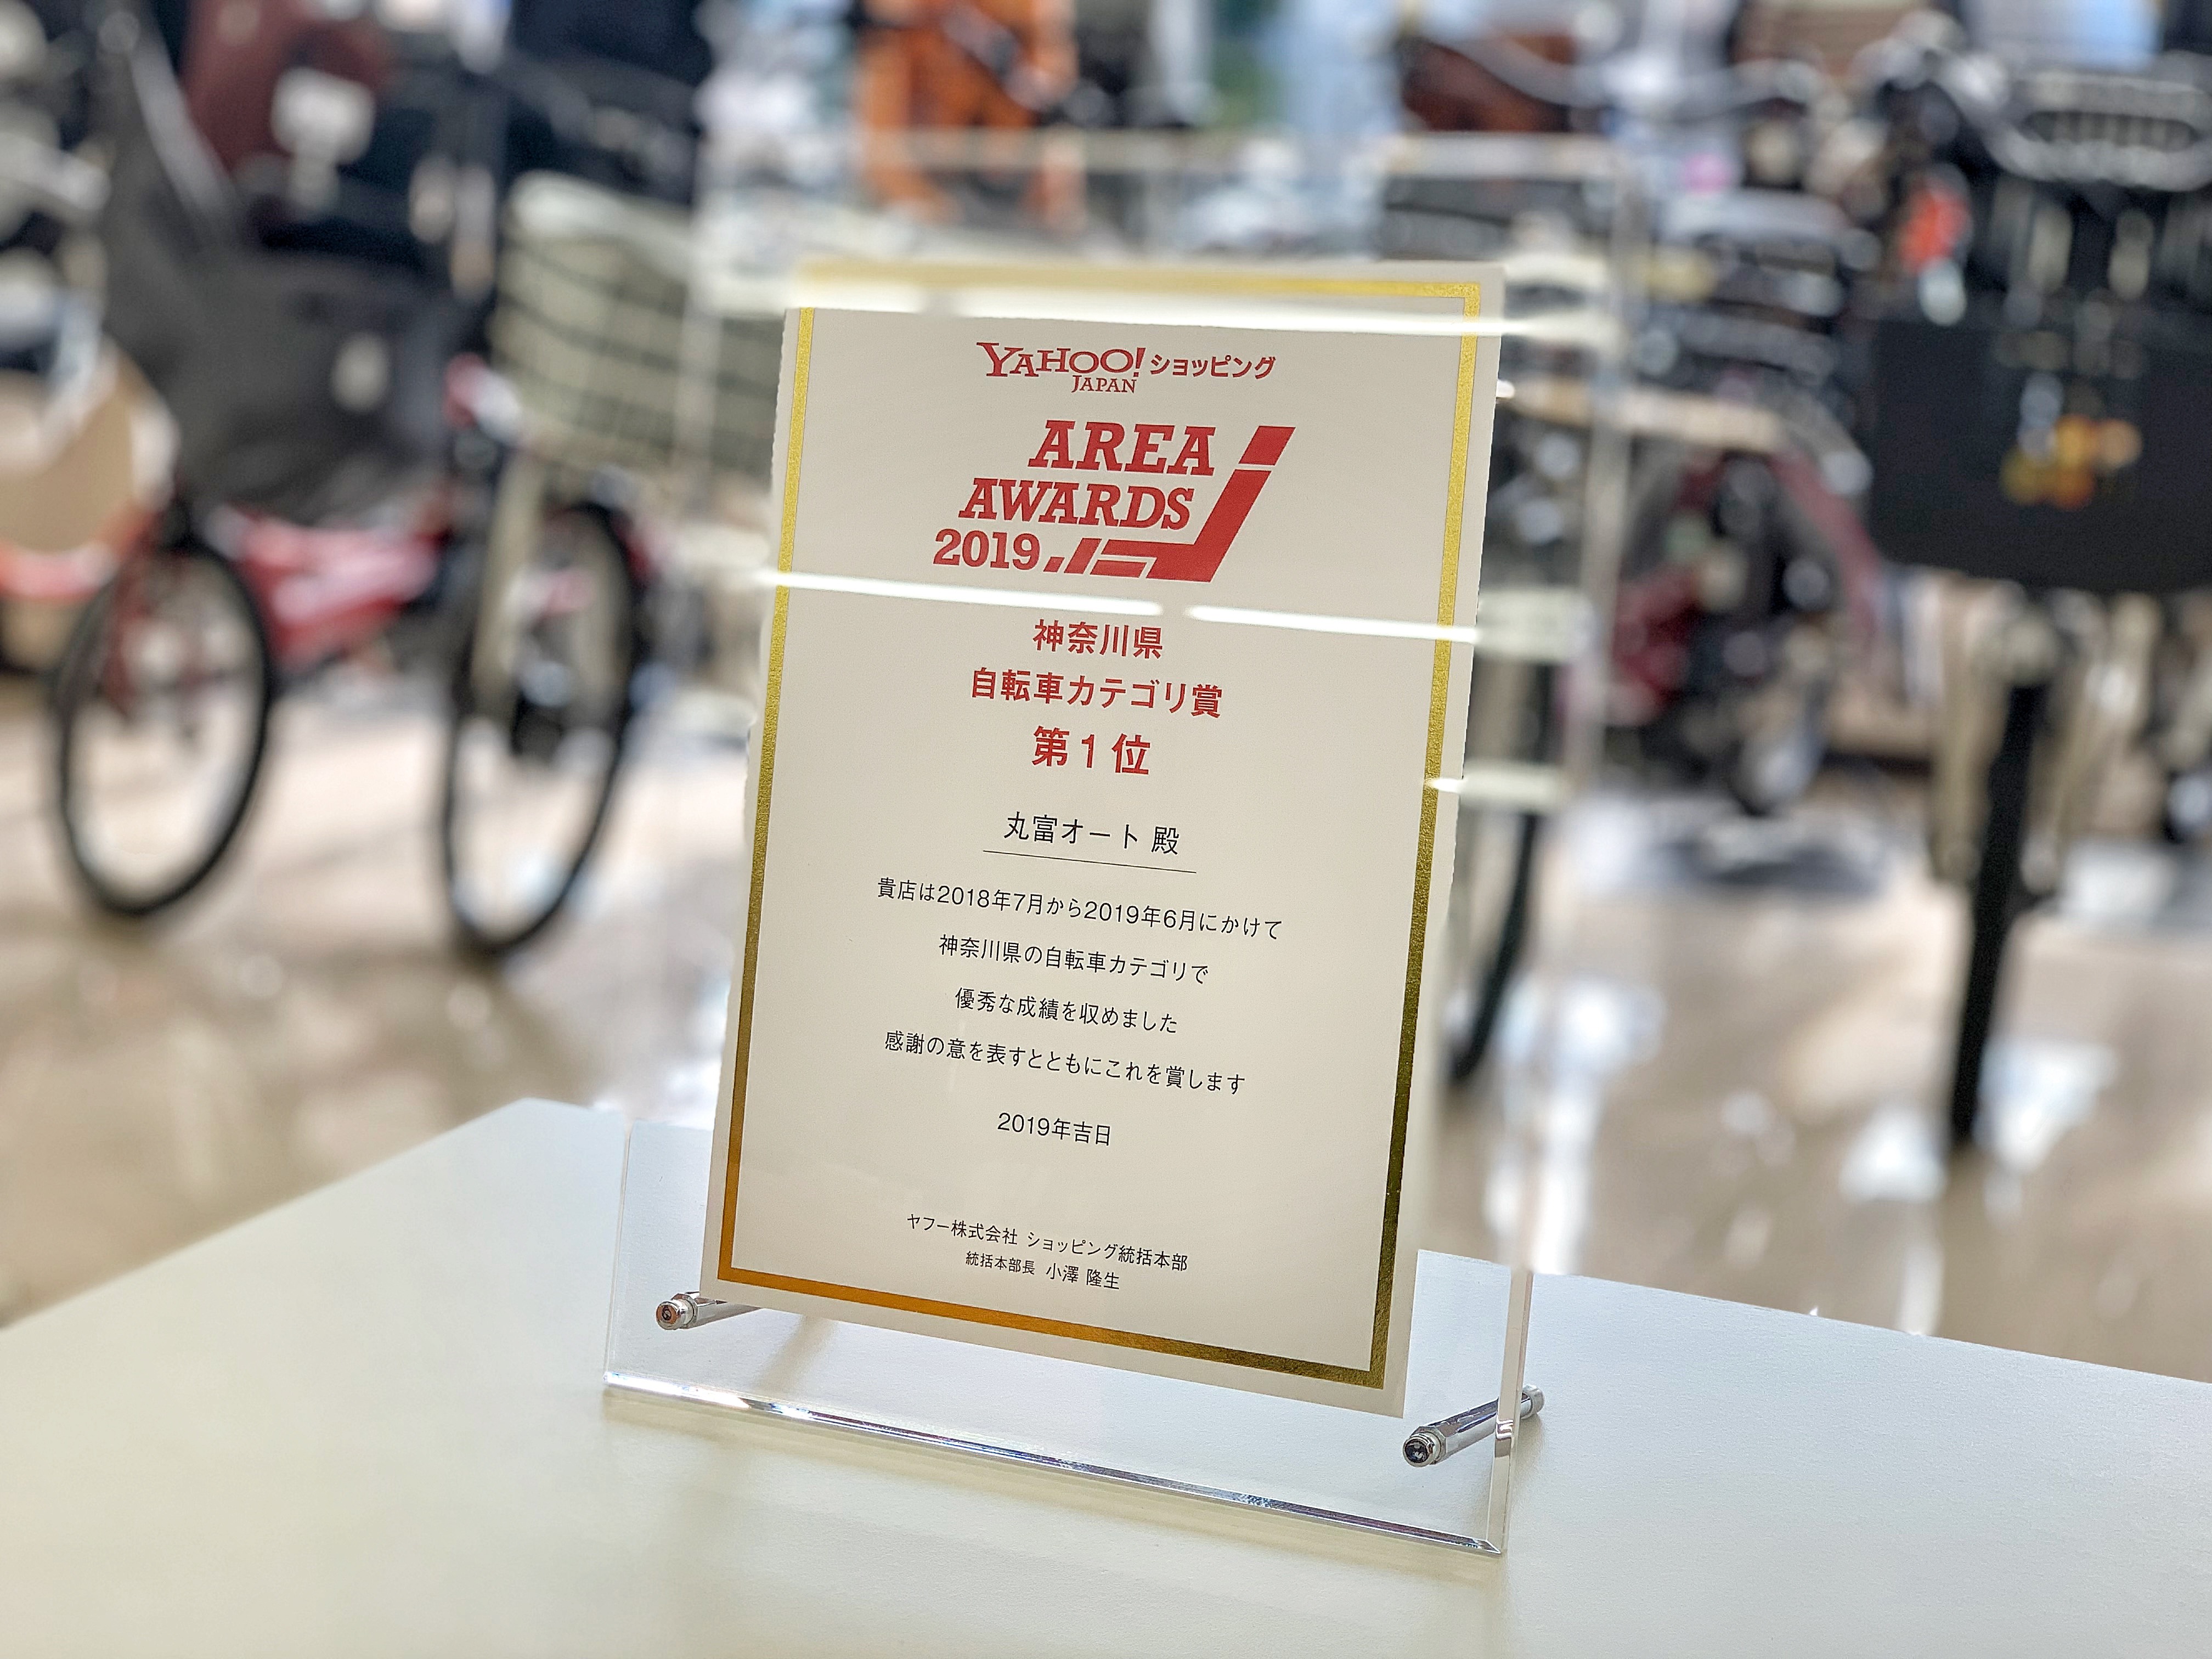 YAHOO! ショッピング
JAPAN
AREA
AWARDS
2019
神奈川県
自転車カテゴリ賞
第1位
丸富オート 殿
貴店は2018年7月から2019年6月にかけて
神奈川県の自転車カテゴリで
優秀な成績を収めました
感謝の意を表すとともにこれを賞します
2019年吉日
ヤフー株式会社 ショッピング統括本部
統括本部長 小澤 隆生